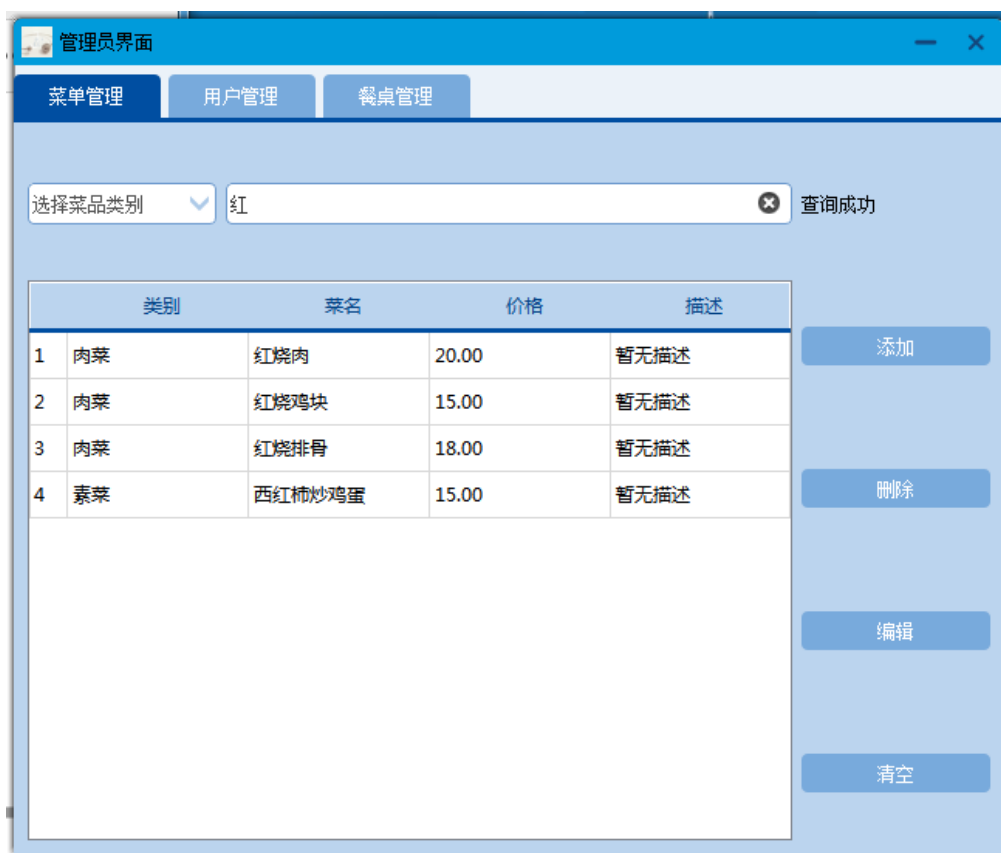 管理员界面
菜单管理 用户管理 餐桌管理
选择菜品类别 红 查询成功
类别 菜名 价格 描述
1 肉菜 红烧肉 20.00 暂无描述
2 肉菜 红烧鸡块 15.00 暂无描述
3 肉菜 红烧排骨 18.00 暂无描述
4 素菜 西红柿炒鸡蛋 15.00 暂无描述
添加
删除
编辑
清空